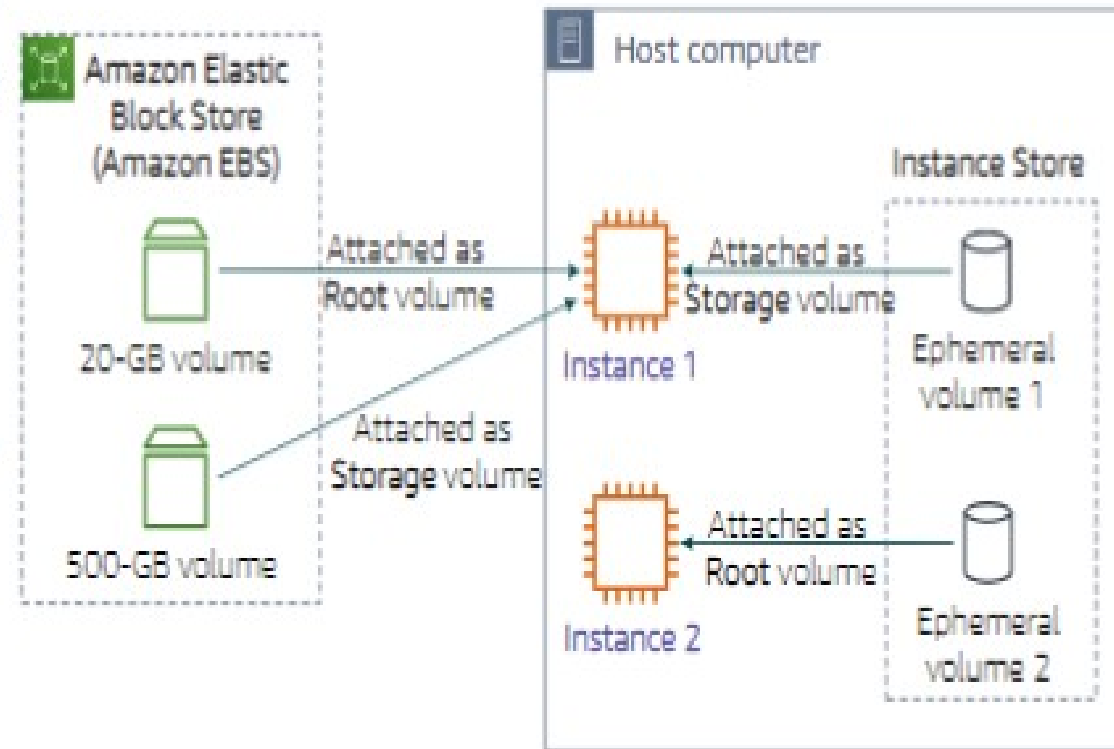 Amazon Elastic
Block Store
(Amazon EBS)
Host computer
Instance Store
Attached as
Root volume
Attached as
Storage volume
20-GB volume
Instance 1
Ephemeral
volume 1
Attached as
Storage volume
500-GB volume
Attached as
Root volume
Instance 2
Ephemeral
volume 2